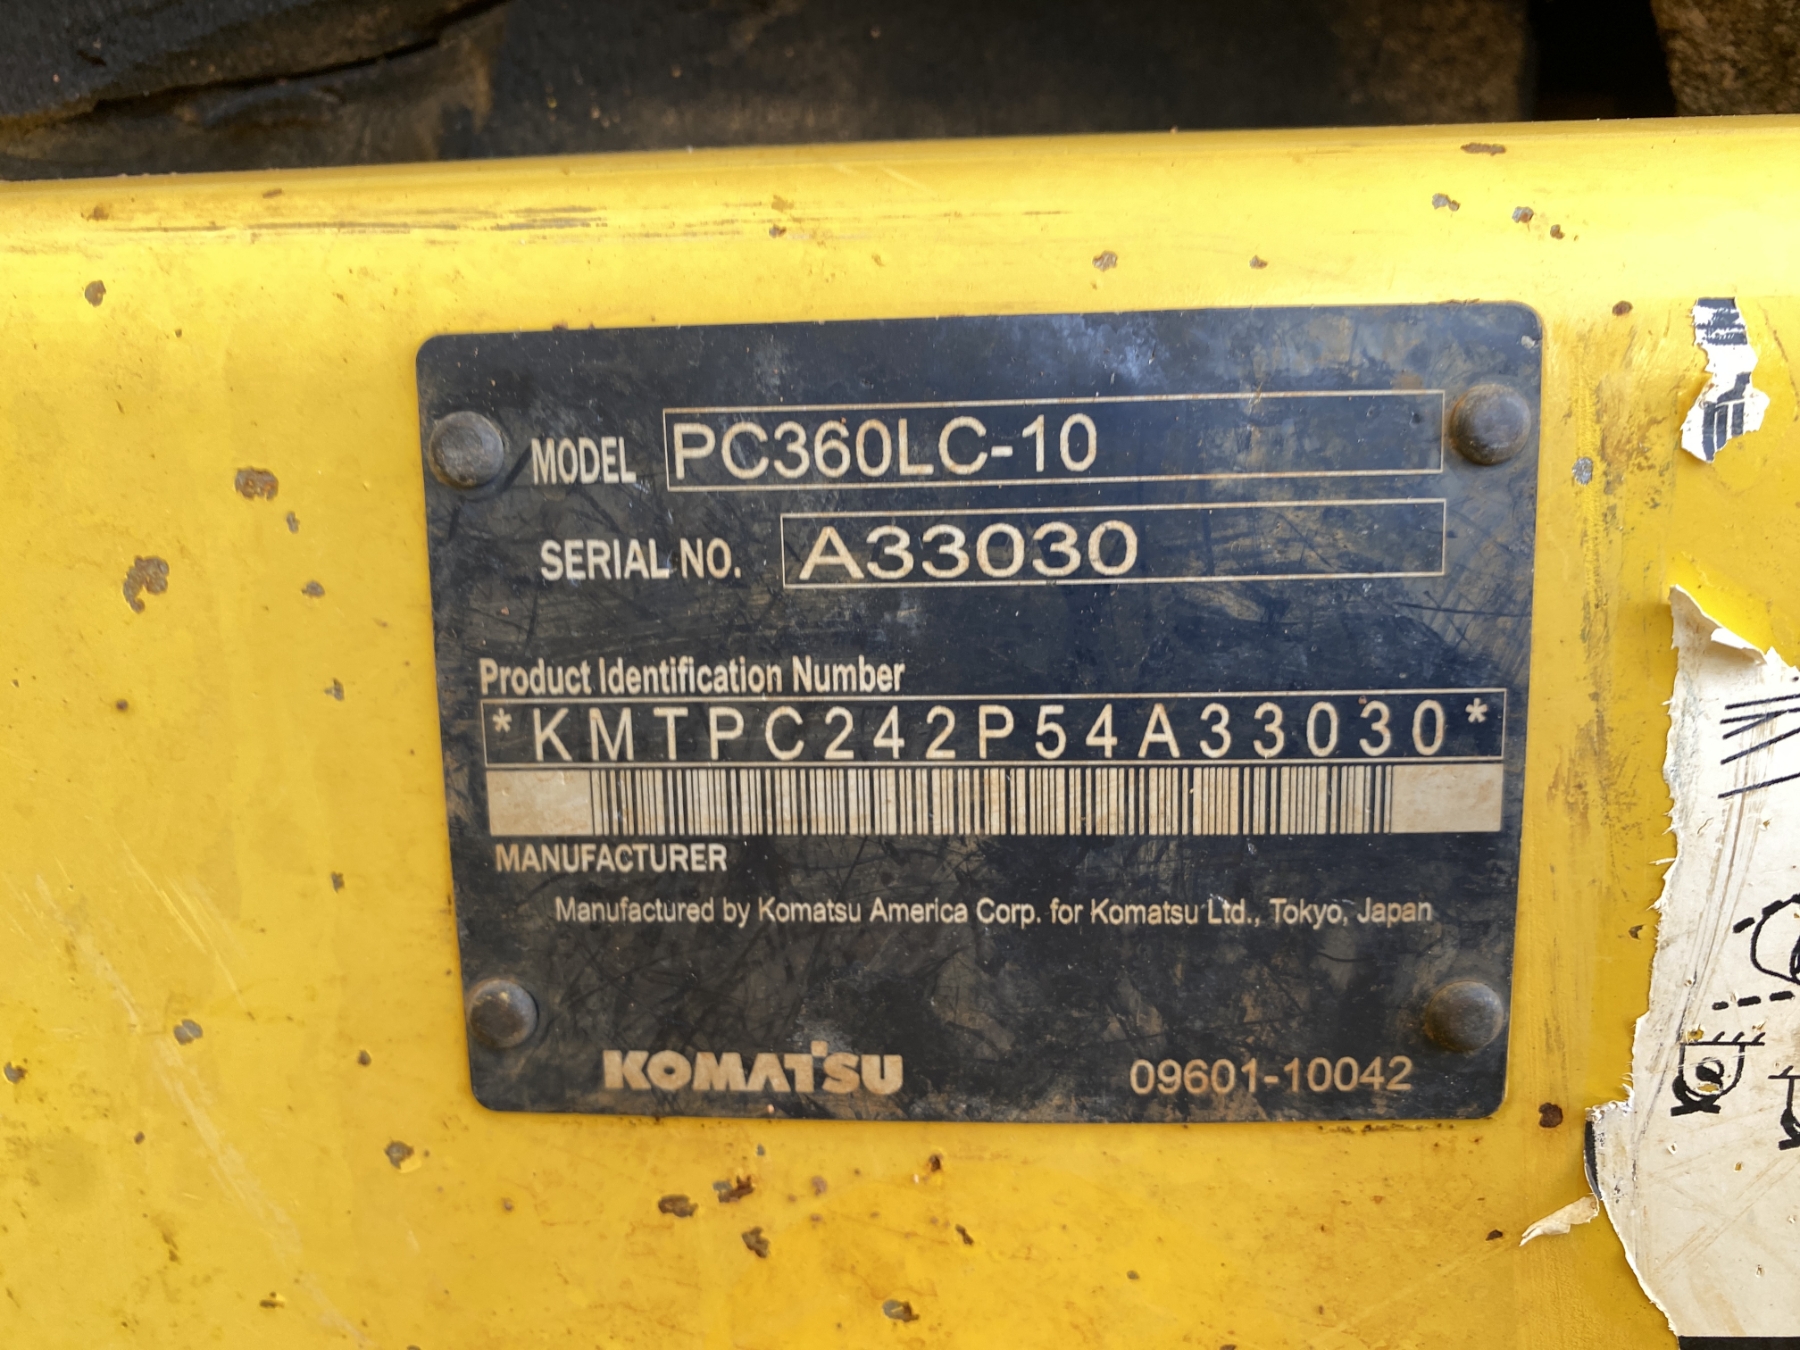 MODEL PC360LC-10
SERIAL NO. A33030
Product Identification Number
*KMTPC242P54A33030*
MANUFACTURER
Manufactured by Komatsu America Corp. for Komatsu Ltd., Tokyo, Japan
KOMATSU 09601-10042